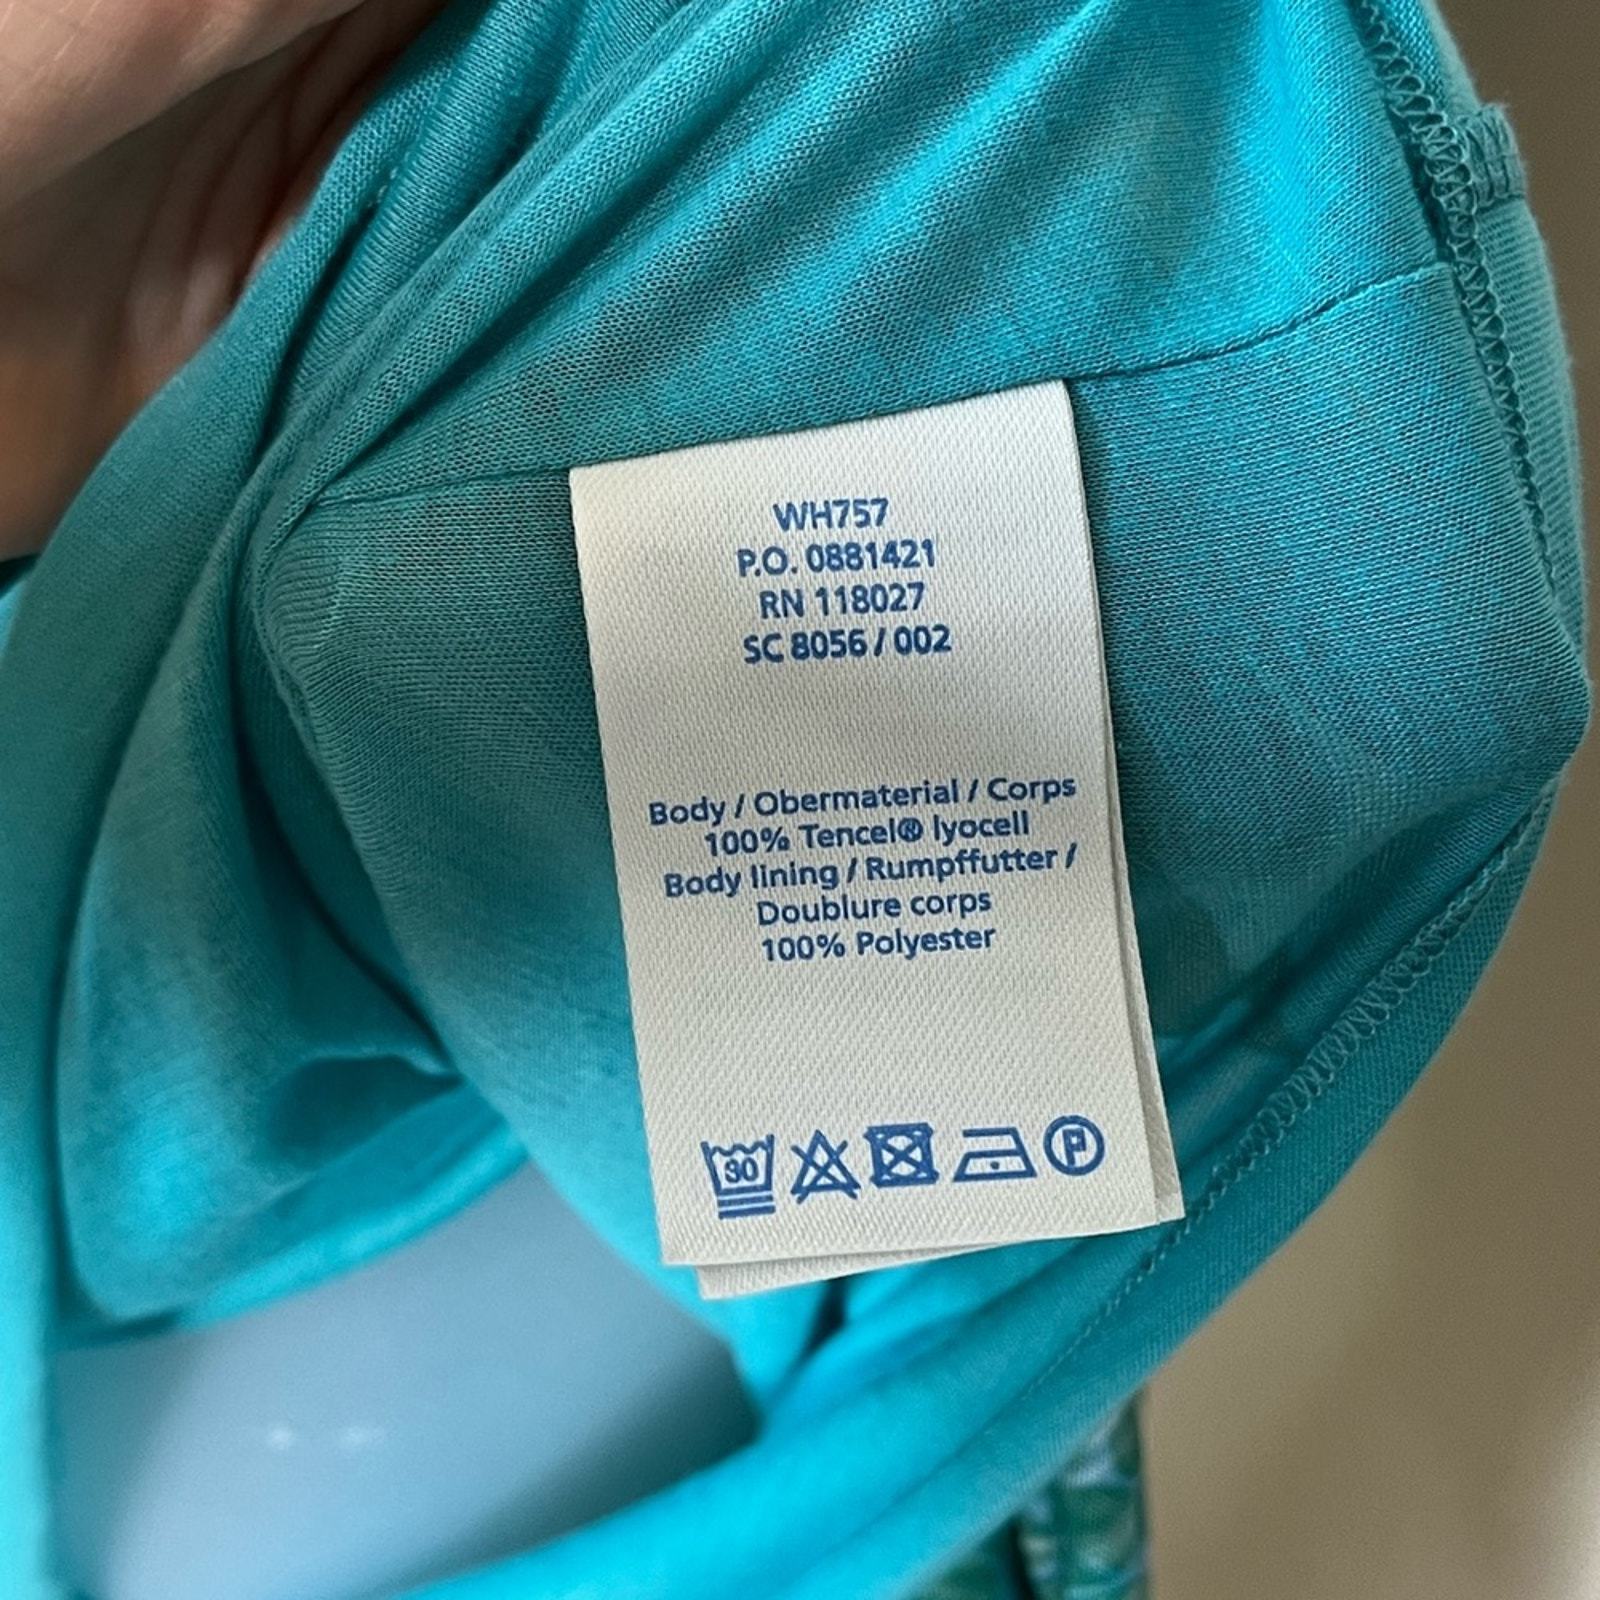 WH757
P.O. 0881421
RN 118027
SC 8056 / 002
Body / Obermaterial / Corps
100% Tencel® lyocell
Body lining / Rumpffutter /
Doublure corps
100% Polyester
30 P